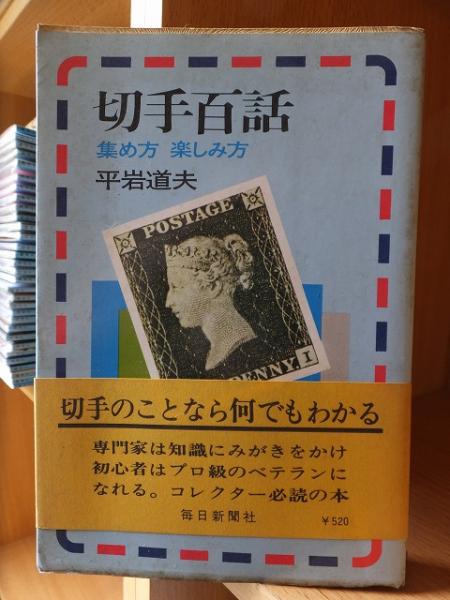 切手百話
集め方 楽しみ方
平岩道夫
POSTAGE
PENNY. I
切手のことなら何でもわかる
専門家は知識にみがきをかけ
初心者はプロ級のベテランに
なれる。コレクター必読の本
毎日新聞社
¥520